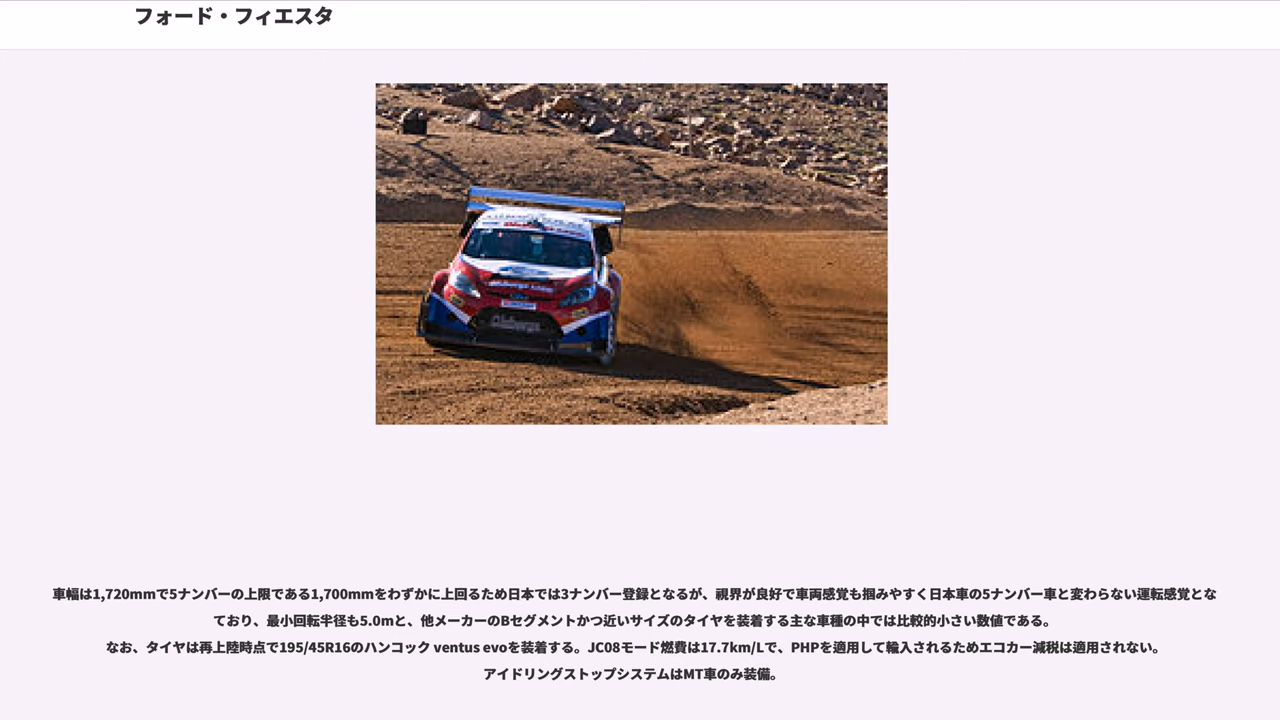 フォード・フィエスタ
車幅は1,720mmで5ナンバーの上限である1,700mmをわずかに上回るため日本では3ナンバー登録となるが、視界が良好で車両感覚も掴みやすく日本車の5ナンバー車と変わらない運転感覚とな
ており、最小回転半径も5.0mと、他メーカーのBセグメントかつ近いサイズのタイヤを装着する主な車種の中では比較的小さい数値である。
なお、タイヤは再上陸時点で195/45R16のハンコック ventus evoを装着する。JC08モード燃費は17.7km/Lで、PHPを適用して輸入されるためエコカー減税は適用されない。
アイドリングストップシステムはMT車のみ装備。